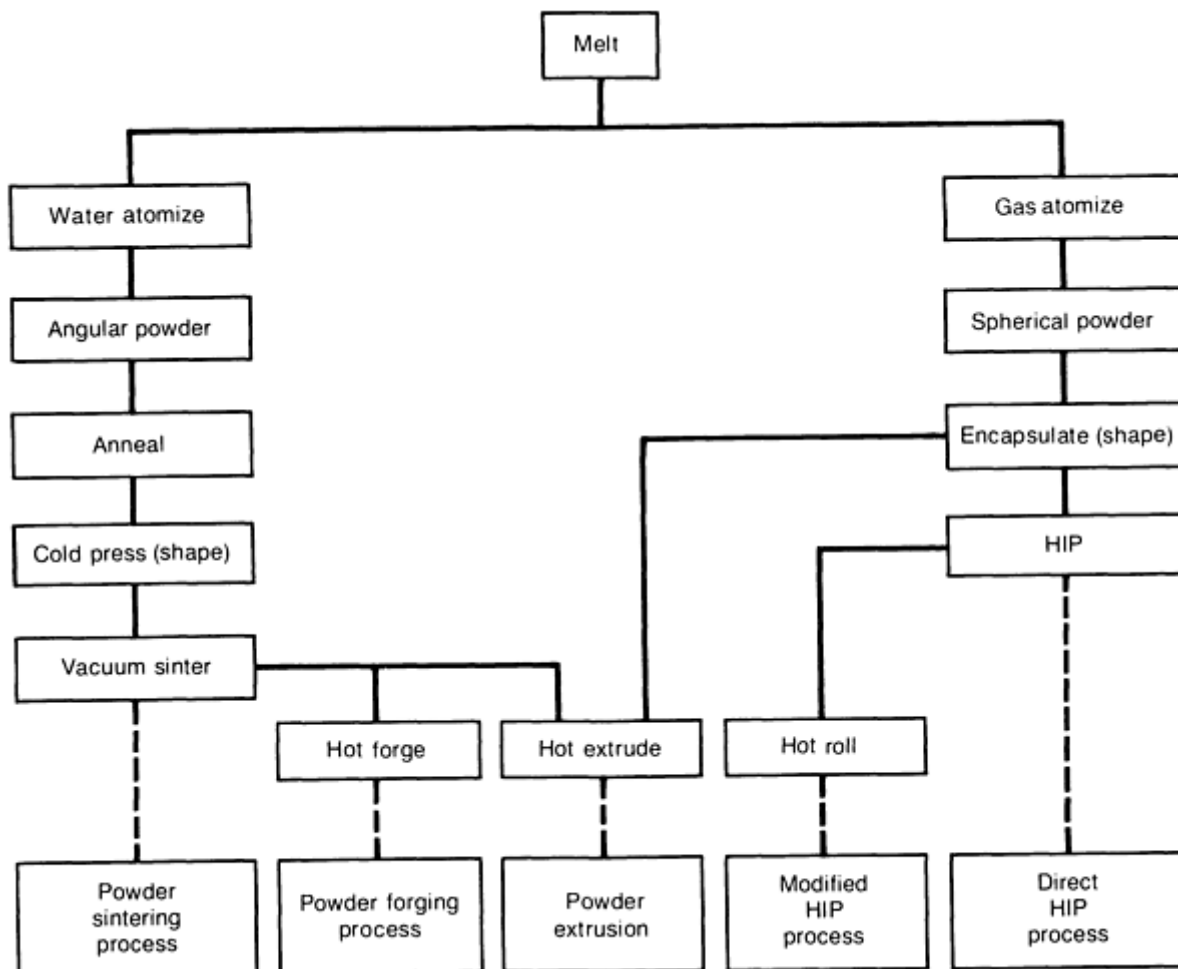 Melt
Water atomize
Gas atomize
Angular powder
Spherical powder
Anneal
Encapsulate (shape)
Cold press (shape)
HIP
Vacuum sinter
Hot forge
Hot extrude
Hot roll
Powder
sintering
process
Powder forging
process
Powder
extrusion
Modified
HIP
process
Direct
HIP
process